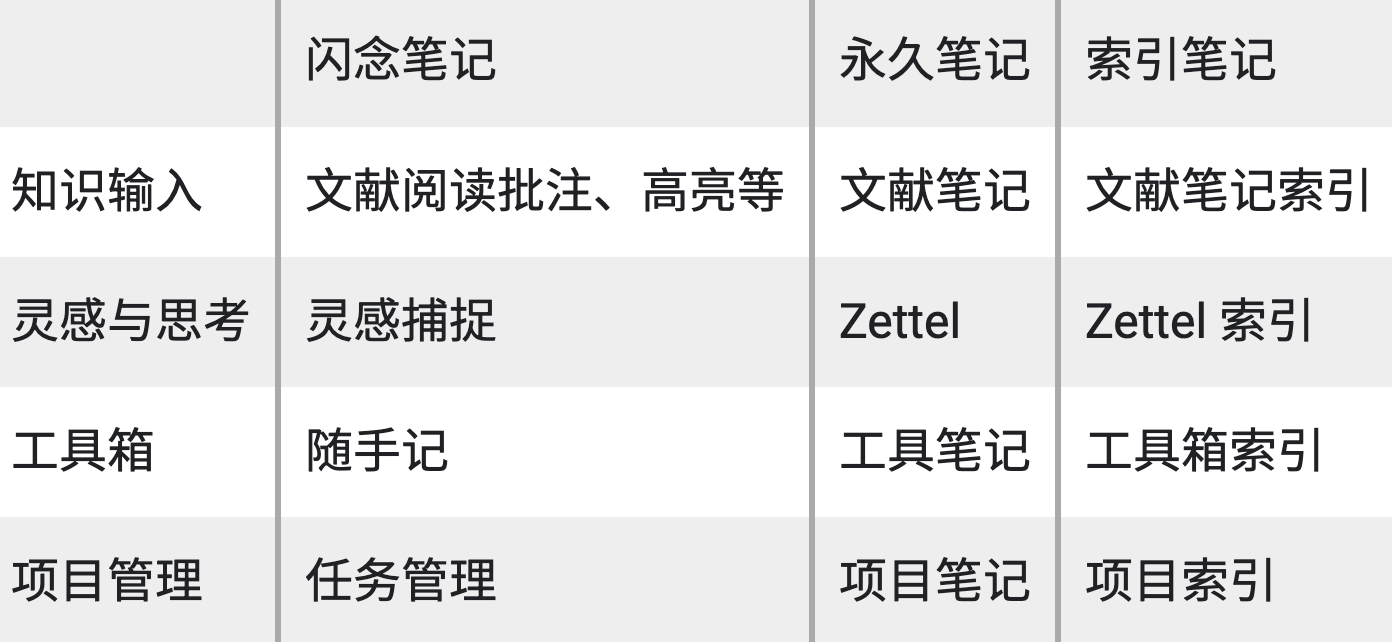 闪念笔记 永久笔记 索引笔记
知识输入 文献阅读批注、高亮等 文献笔记 文献笔记索引
灵感与思考 灵感捕捉 Zettel Zettel 索引
工具箱 随手记 工具笔记 工具箱索引
项目管理 任务管理 项目笔记 项目索引